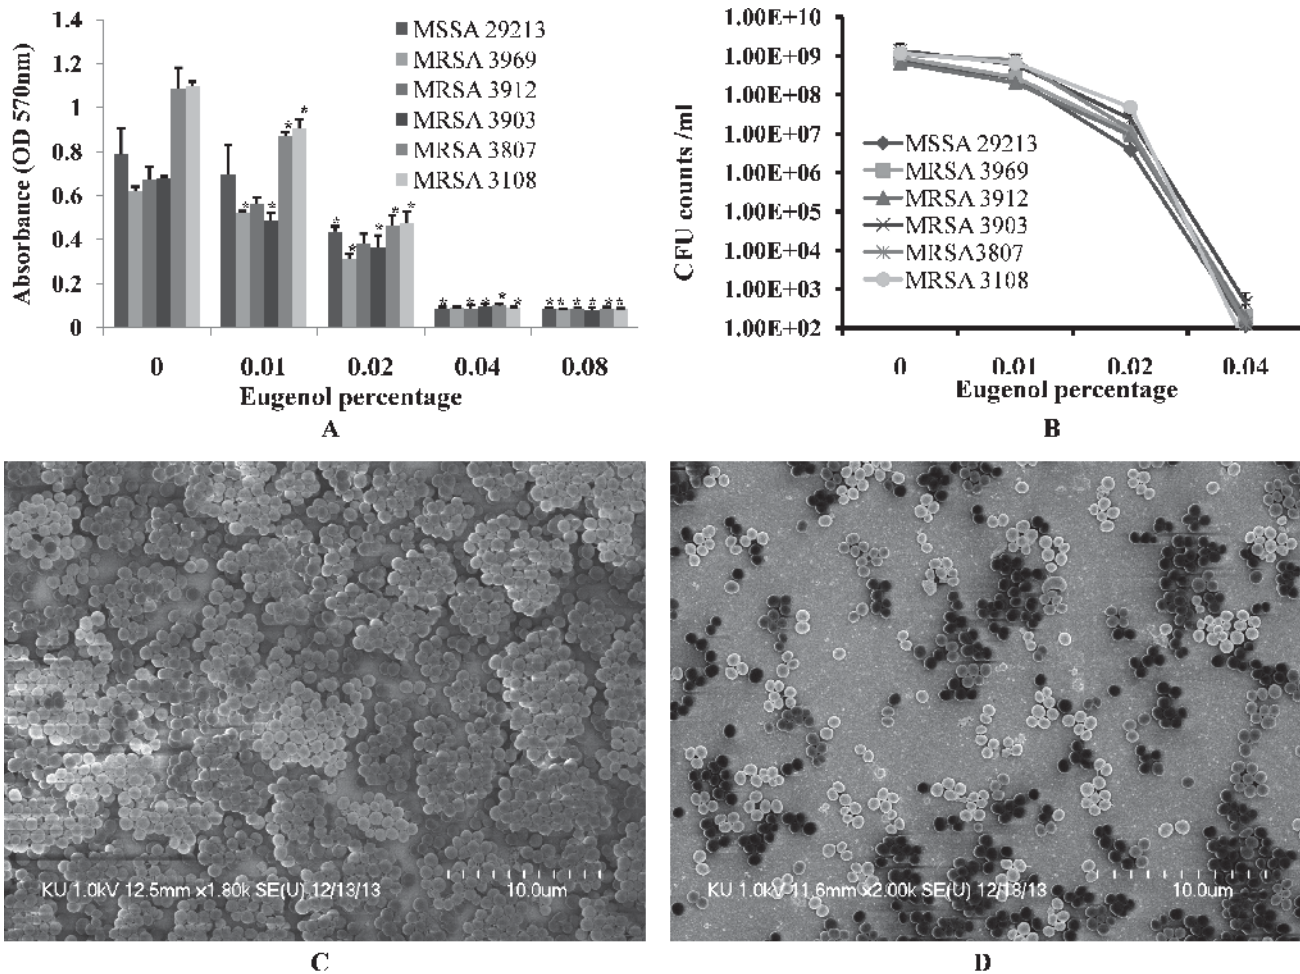 1.4
1.2
1
0.8
0.6
0.4
0.2
0
Absorbance (OD 570nm)
MSSA 29213
MRSA 3969
MRSA 3912
MRSA 3903
MRSA 3807
MRSA 3108
* * * *
* * * * *
* * * * *
* * * * * *
0 0.01 0.02 0.04 0.08
Eugenol percentage
A
1.00E+10
1.00E+09
1.00E+08
1.00E+07
1.00E+06
1.00E+05
1.00E+04
1.00E+03
1.00E+02
CFU counts /ml
MSSA 29213
MRSA 3969
MRSA 3912
MRSA 3903
MRSA3807
MRSA 3108
0 0.01 0.02 0.04
Eugenol percentage
B
KU 1.0kV 12.5mm x1.80k SE(U) 12/13/13 10.0um
C
KU 1.0kV 11.6mm x2.00k SE(U) 12/13/13 10.0um
D